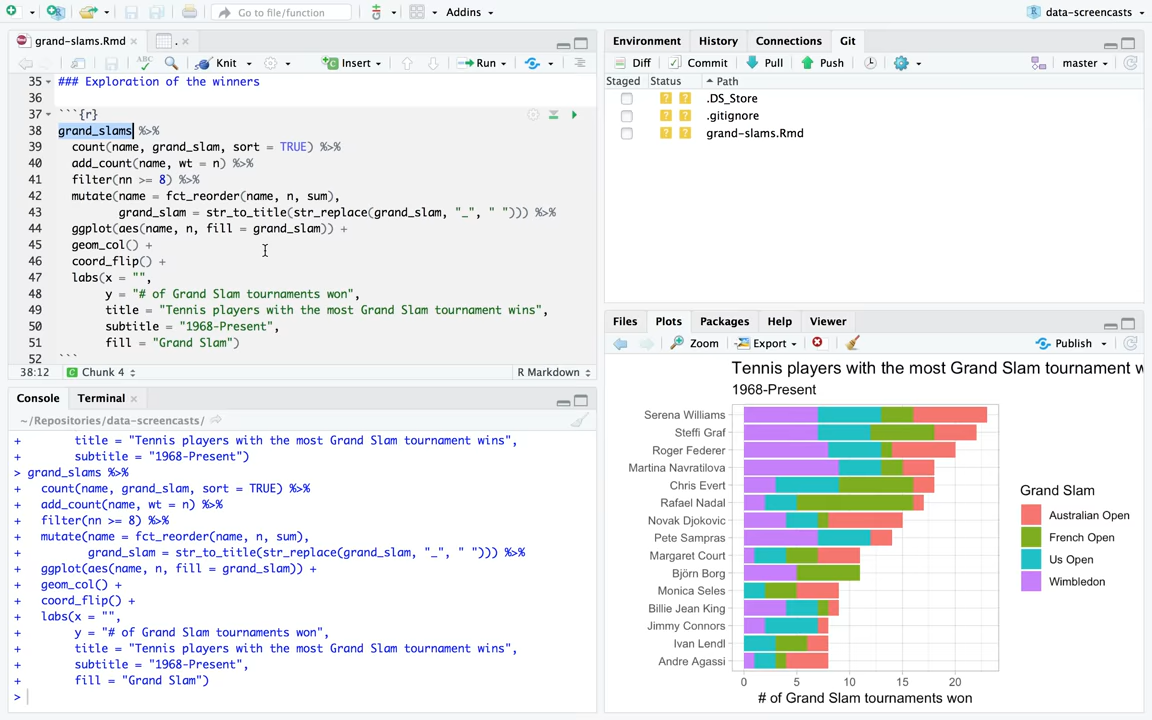 Go to file/function
Addins
data-screencasts
grand-slams.Rmd
.
Knit
Insert
Run
35 ### Exploration of the winners
36
37 ```{r}
38 grand_slams %>%
39 count(name, grand_slam, sort = TRUE) %>%
40 add_count(name, wt = n) %>%
41 filter(nn >= 8) %>%
42 mutate(name = fct_reorder(name, n, sum),
43 grand_slam = str_to_title(str_replace(grand_slam, "_", " "))) %>%
44 ggplot(aes(name, n, fill = grand_slam)) +
45 geom_col() +
46 coord_flip() +
47 labs(x = "",
48 y = "# of Grand Slam tournaments won",
49 title = "Tennis players with the most Grand Slam tournament wins",
50 subtitle = "1968-Present",
51 fill = "Grand Slam")
52 ```
38:12 Chunk 4 R Markdown
Console Terminal
~/Repositories/data-screencasts/
+ title = "Tennis players with the most Grand Slam tournament wins",
+ subtitle = "1968-Present")
> grand_slams %>%
+ count(name, grand_slam, sort = TRUE) %>%
+ add_count(name, wt = n) %>%
+ filter(nn >= 8) %>%
+ mutate(name = fct_reorder(name, n, sum),
+ grand_slam = str_to_title(str_replace(grand_slam, "_", " "))) %>%
+ ggplot(aes(name, n, fill = grand_slam)) +
+ geom_col() +
+ coord_flip() +
+ labs(x = "",
+ y = "# of Grand Slam tournaments won",
+ title = "Tennis players with the most Grand Slam tournament wins",
+ subtitle = "1968-Present",
+ fill = "Grand Slam")
>
Environment History Connections Git
Diff Commit Pull Push master
Staged Status Path
.DS_Store
.gitignore
grand-slams.Rmd
Files Plots Packages Help Viewer
Zoom Export Publish
Tennis players with the most Grand Slam tournament w
1968-Present
Serena Williams
Steffi Graf
Roger Federer
Martina Navratilova
Chris Evert
Rafael Nadal
Novak Djokovic
Pete Sampras
Margaret Court
Björn Borg
Monica Seles
Billie Jean King
Jimmy Connors
Ivan Lendl
Andre Agassi
0 5 10 15 20
# of Grand Slam tournaments won
Grand Slam
Australian Open
French Open
Us Open
Wimbledon